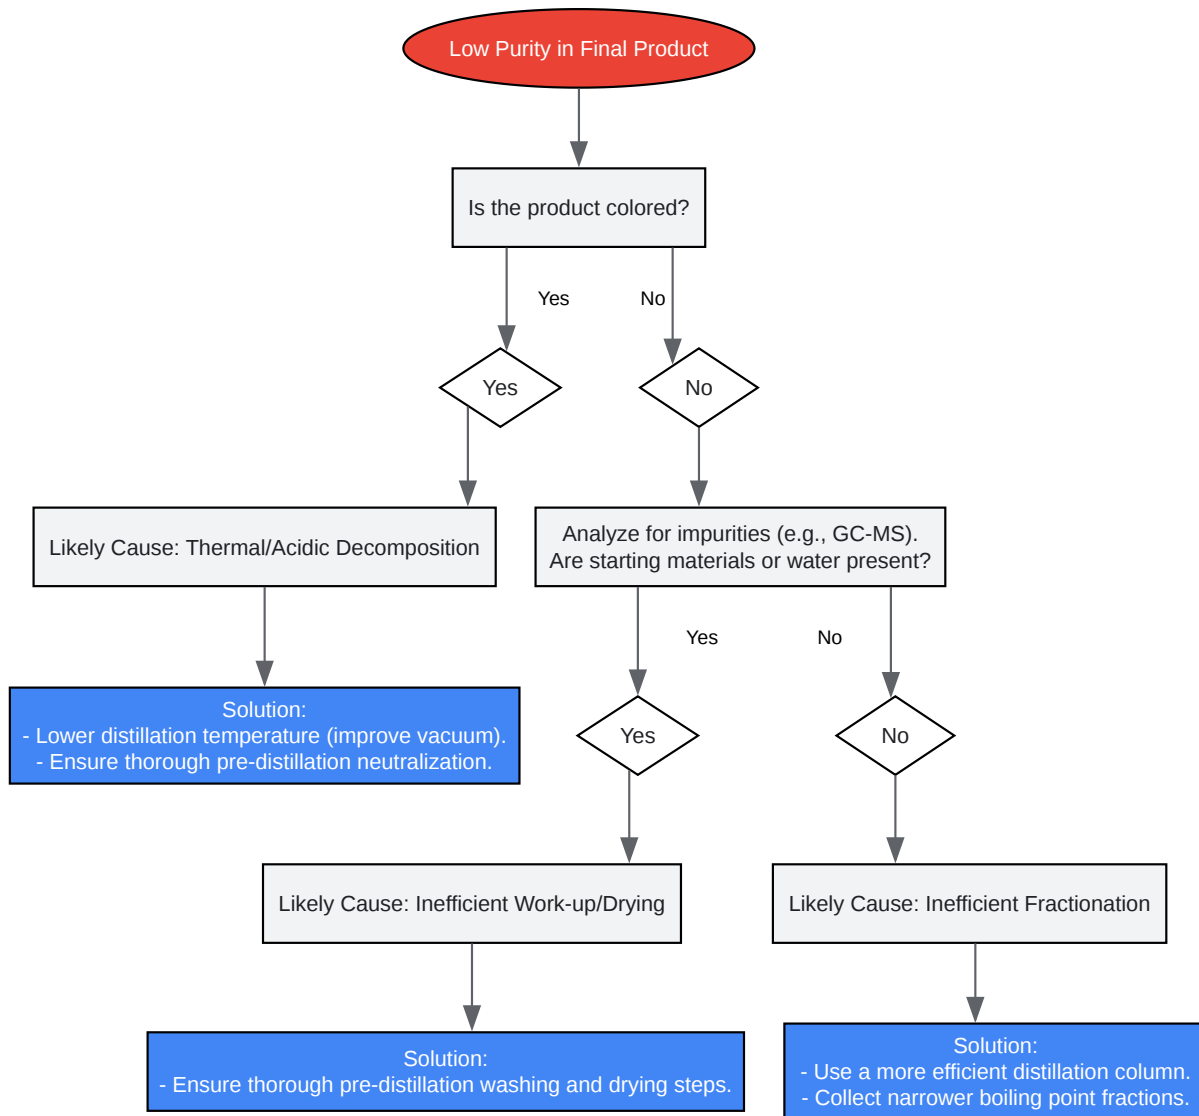 Low Purity in Final Product
Is the product colored?
Yes
No
Yes
No
Likely Cause: Thermal/Acidic Decomposition
Analyze for impurities (e.g., GC-MS).
Are starting materials or water present?
Yes
No
Solution:
- Lower distillation temperature (improve vacuum).
- Ensure thorough pre-distillation neutralization.
Yes
No
Likely Cause: Inefficient Work-up/Drying
Likely Cause: Inefficient Fractionation
Solution:
- Ensure thorough pre-distillation washing and drying steps.
Solution:
- Use a more efficient distillation column.
- Collect narrower boiling point fractions.